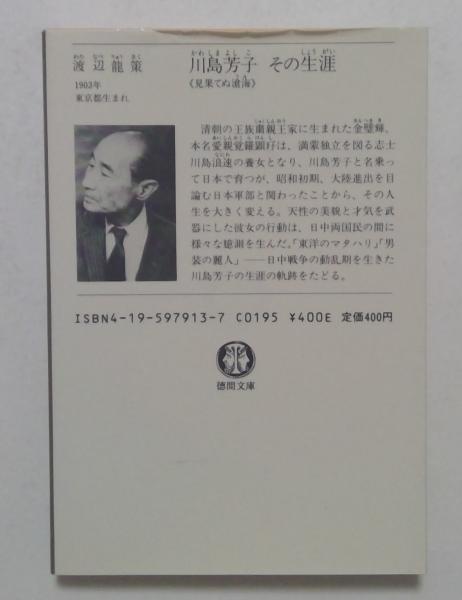 渡辺龍策
1903年
東京都生まれ
川島芳子 その生涯
《見果てぬ滄海》
清朝の王族粛親王家に生まれた金璧輝、
本名愛親覚羅顕㺭は、満蒙独立を図る志士
川島浪速の養女となり、川島芳子と名乗っ
て日本で育つが、昭和初期、大陸進出を目
論む日本軍部と関わったことから、その人
生を大きく変える。天性の美貌と才気を武
器にした彼女の行動は、日中両国民の間に
様々な臆測を生んだ。「東洋のマタハリ」「男
装の麗人」──日中戦争の動乱期を生きた
川島芳子の生涯の軌跡をたどる。
ISBN4-19-597913-7 C0195 ¥400E 定価400円
徳間文庫